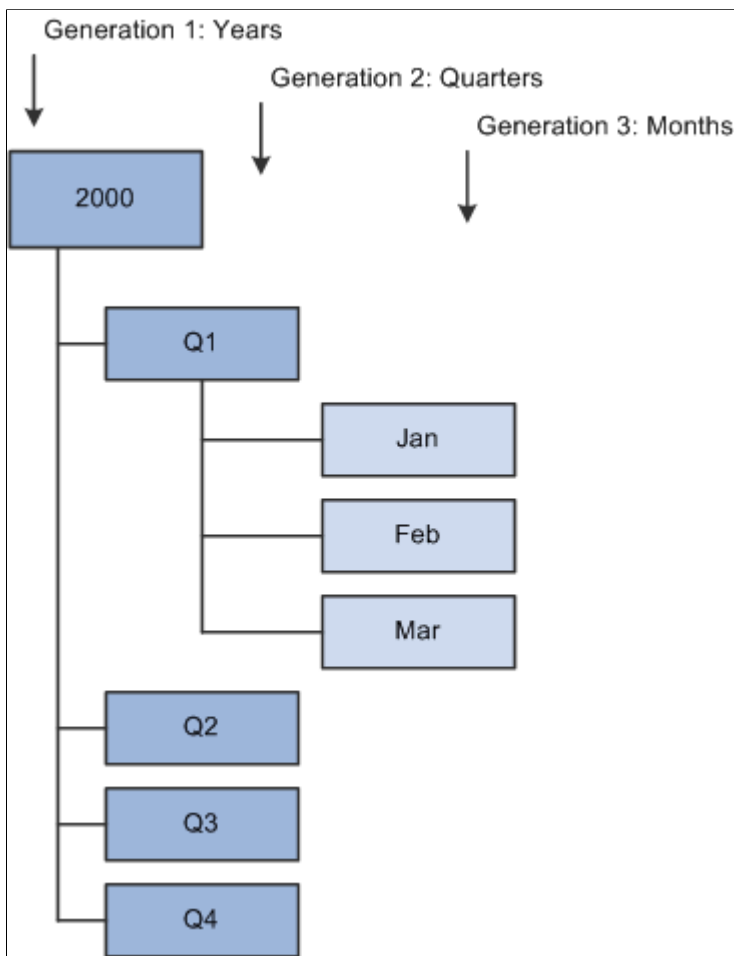 Generation 1: Years
Generation 2: Quarters
Generation 3: Months
2000
Q1
Jan
Feb
Mar
Q2
Q3
Q4